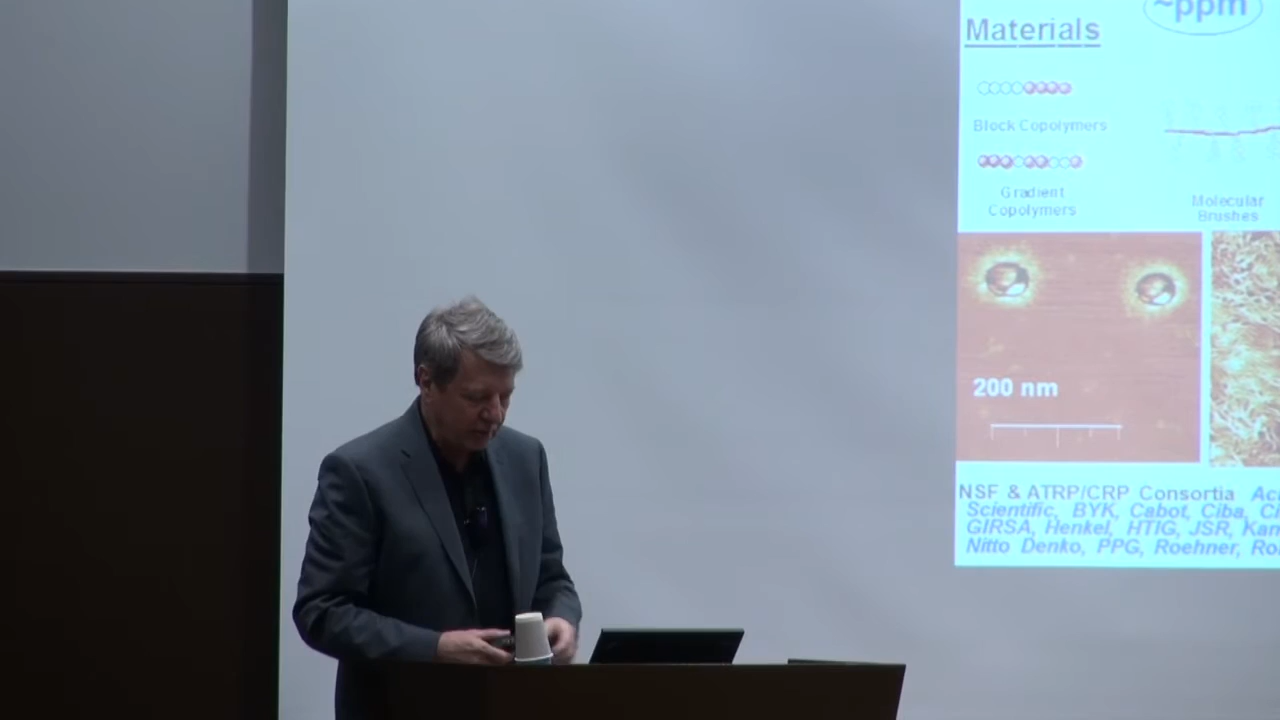 ~ppm
Materials
Block Copolymers
Gradient
Copolymers
Molecular
Brushes
200 nm
NSF & ATRP/CRP Consortia
Scientific, BYK, Cabot, Ciba,
GIRSA, Henkel, HTIG, JSR,
Nitto Denko, PPG, Roehner,